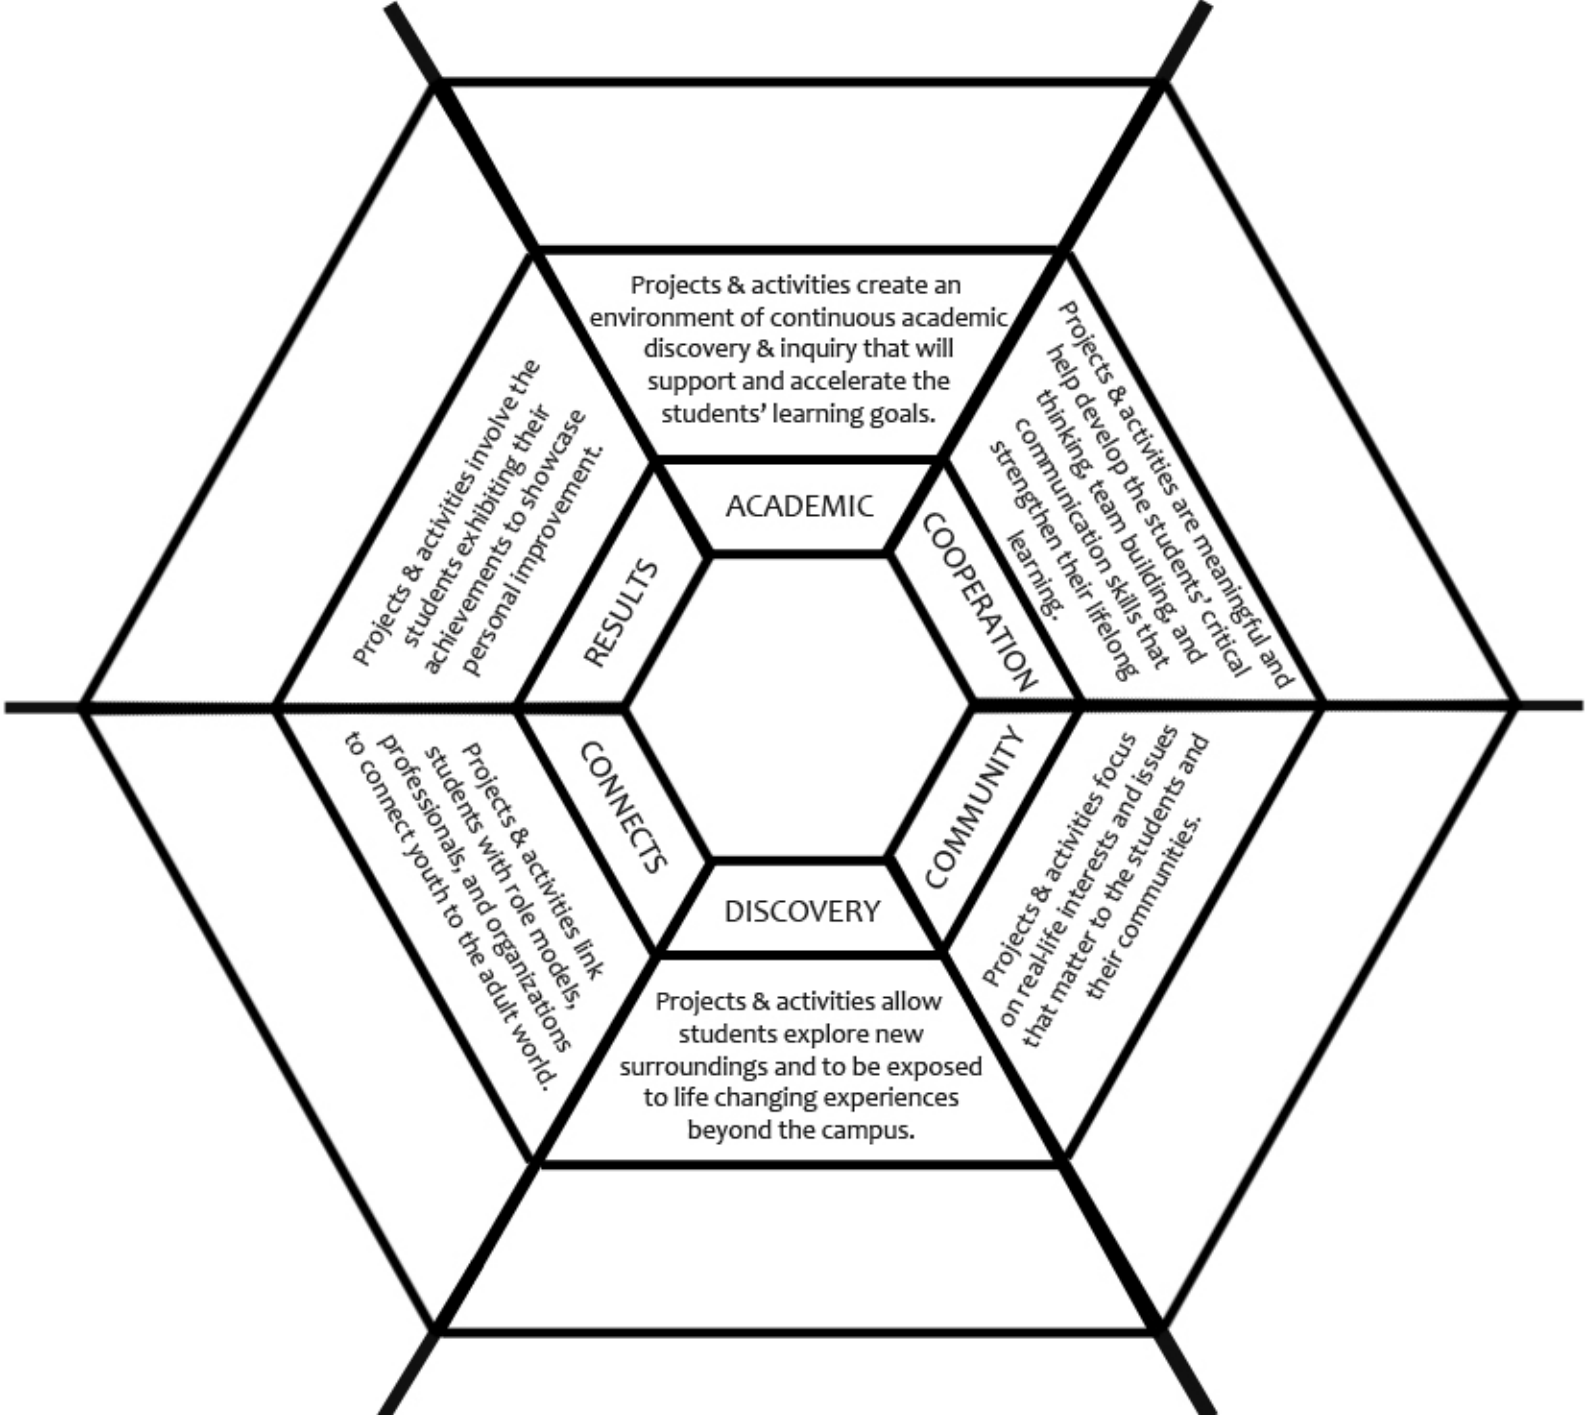 Projects & activities create an
environment of continuous academic
discovery & inquiry that will
support and accelerate the
students' learning goals.
ACADEMIC
Projects & activities are meaningful and
help develop the students' critical
thinking, team building, and
communication skills that
strengthen their lifelong
learning.
COOPERATION
Projects & activities focus
on real-life interests and issues
that matter to the students and
their communities.
COMMUNITY
DISCOVERY
Projects & activities allow
students explore new
surroundings and to be exposed
to life changing experiences
beyond the campus.
CONNECTS
Projects & activities link
students with role models,
professionals, and organizations
to connect youth to the adult world.
RESULTS
Projects & activities involve the
students exhibiting their
achievements to showcase
personal improvement.